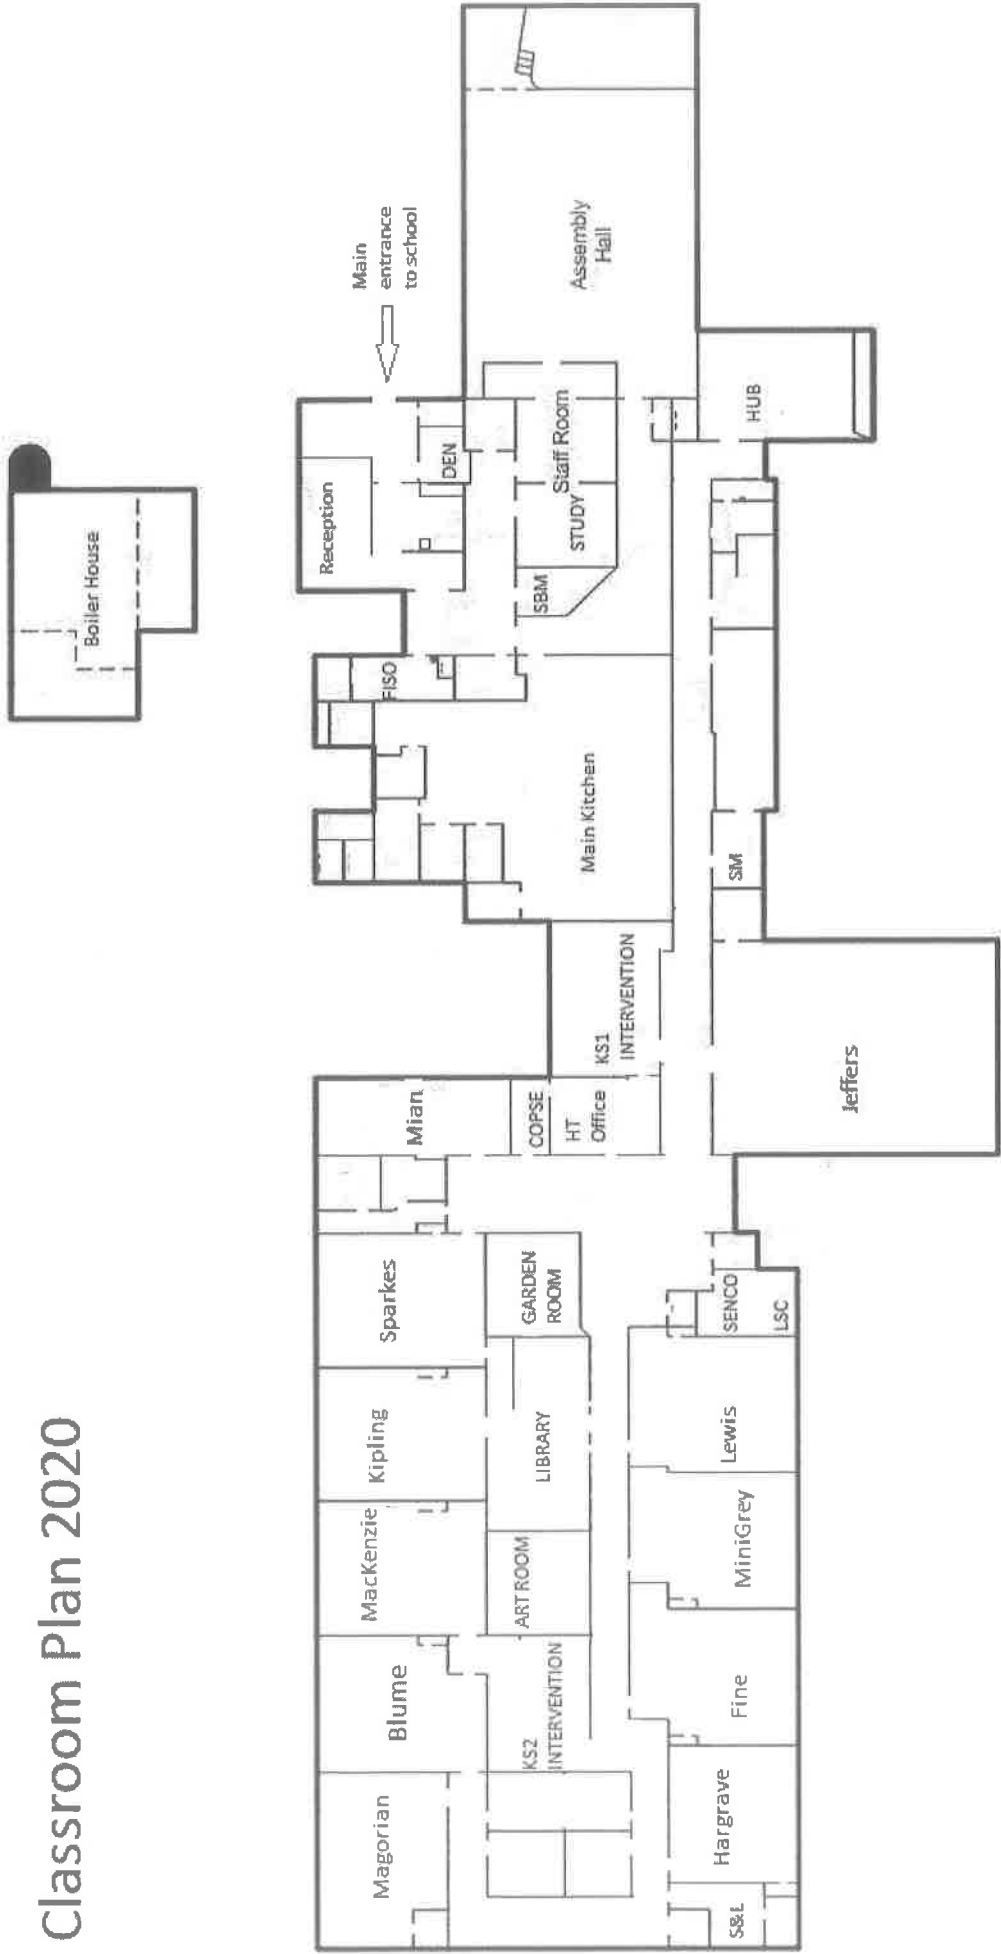 Classroom Plan 2020
Magorian
Blume
MacKenzie
Kipling
Sparkes
Mian
FISO
Reception
Boiler House
Main
entrance
to school
DEN
KS2
INTERVENTION
ART ROOM
LIBRARY
GARDEN
ROOM
COPSE
HT
Office
KS1
INTERVENTION
Main Kitchen
SBM
STUDY
Staff Room
Assembly
Hall
S&L
Hargrave
Fine
MiniGrey
Lewis
SENCO
LSC
Jeffers
SM
HUB